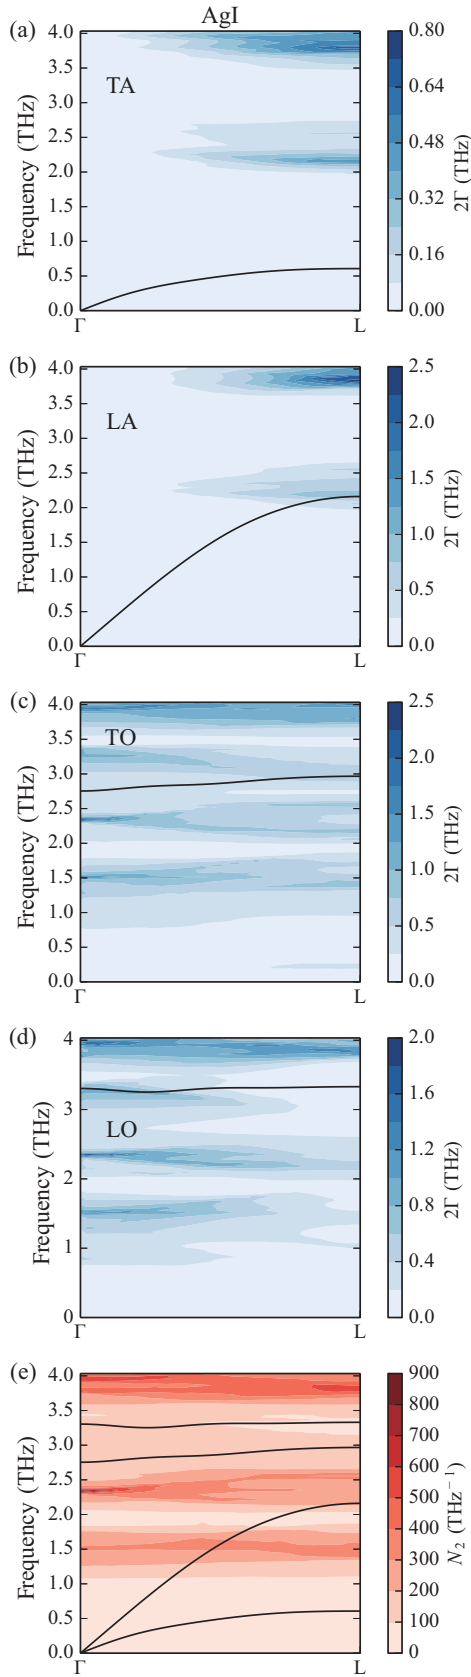 AgI
(a)
TA
Frequency (THz)
4.0
3.5
3.0
2.5
2.0
1.5
1.0
0.5
0.0
Γ
L
0.80
0.64
0.48
0.32
0.16
0.00
2Γ (THz)
(b)
LA
Frequency (THz)
4.0
3.5
3.0
2.5
2.0
1.5
1.0
0.5
0.0
Γ
L
2.5
2.0
1.5
1.0
0.5
0.0
2Γ (THz)
(c)
TO
Frequency (THz)
4.0
3.5
3.0
2.5
2.0
1.5
1.0
0.5
0.0
Γ
L
2.5
2.0
1.5
1.0
0.5
0.0
2Γ (THz)
(d)
LO
Frequency (THz)
4
3
2
1
0
Γ
L
2.0
1.6
1.2
0.8
0.4
0.0
2Γ (THz)
(e)
Frequency (THz)
4.0
3.5
3.0
2.5
2.0
1.5
1.0
0.5
0.0
Γ
L
900
800
700
600
500
400
300
200
100
0
N₂ (THz⁻¹)